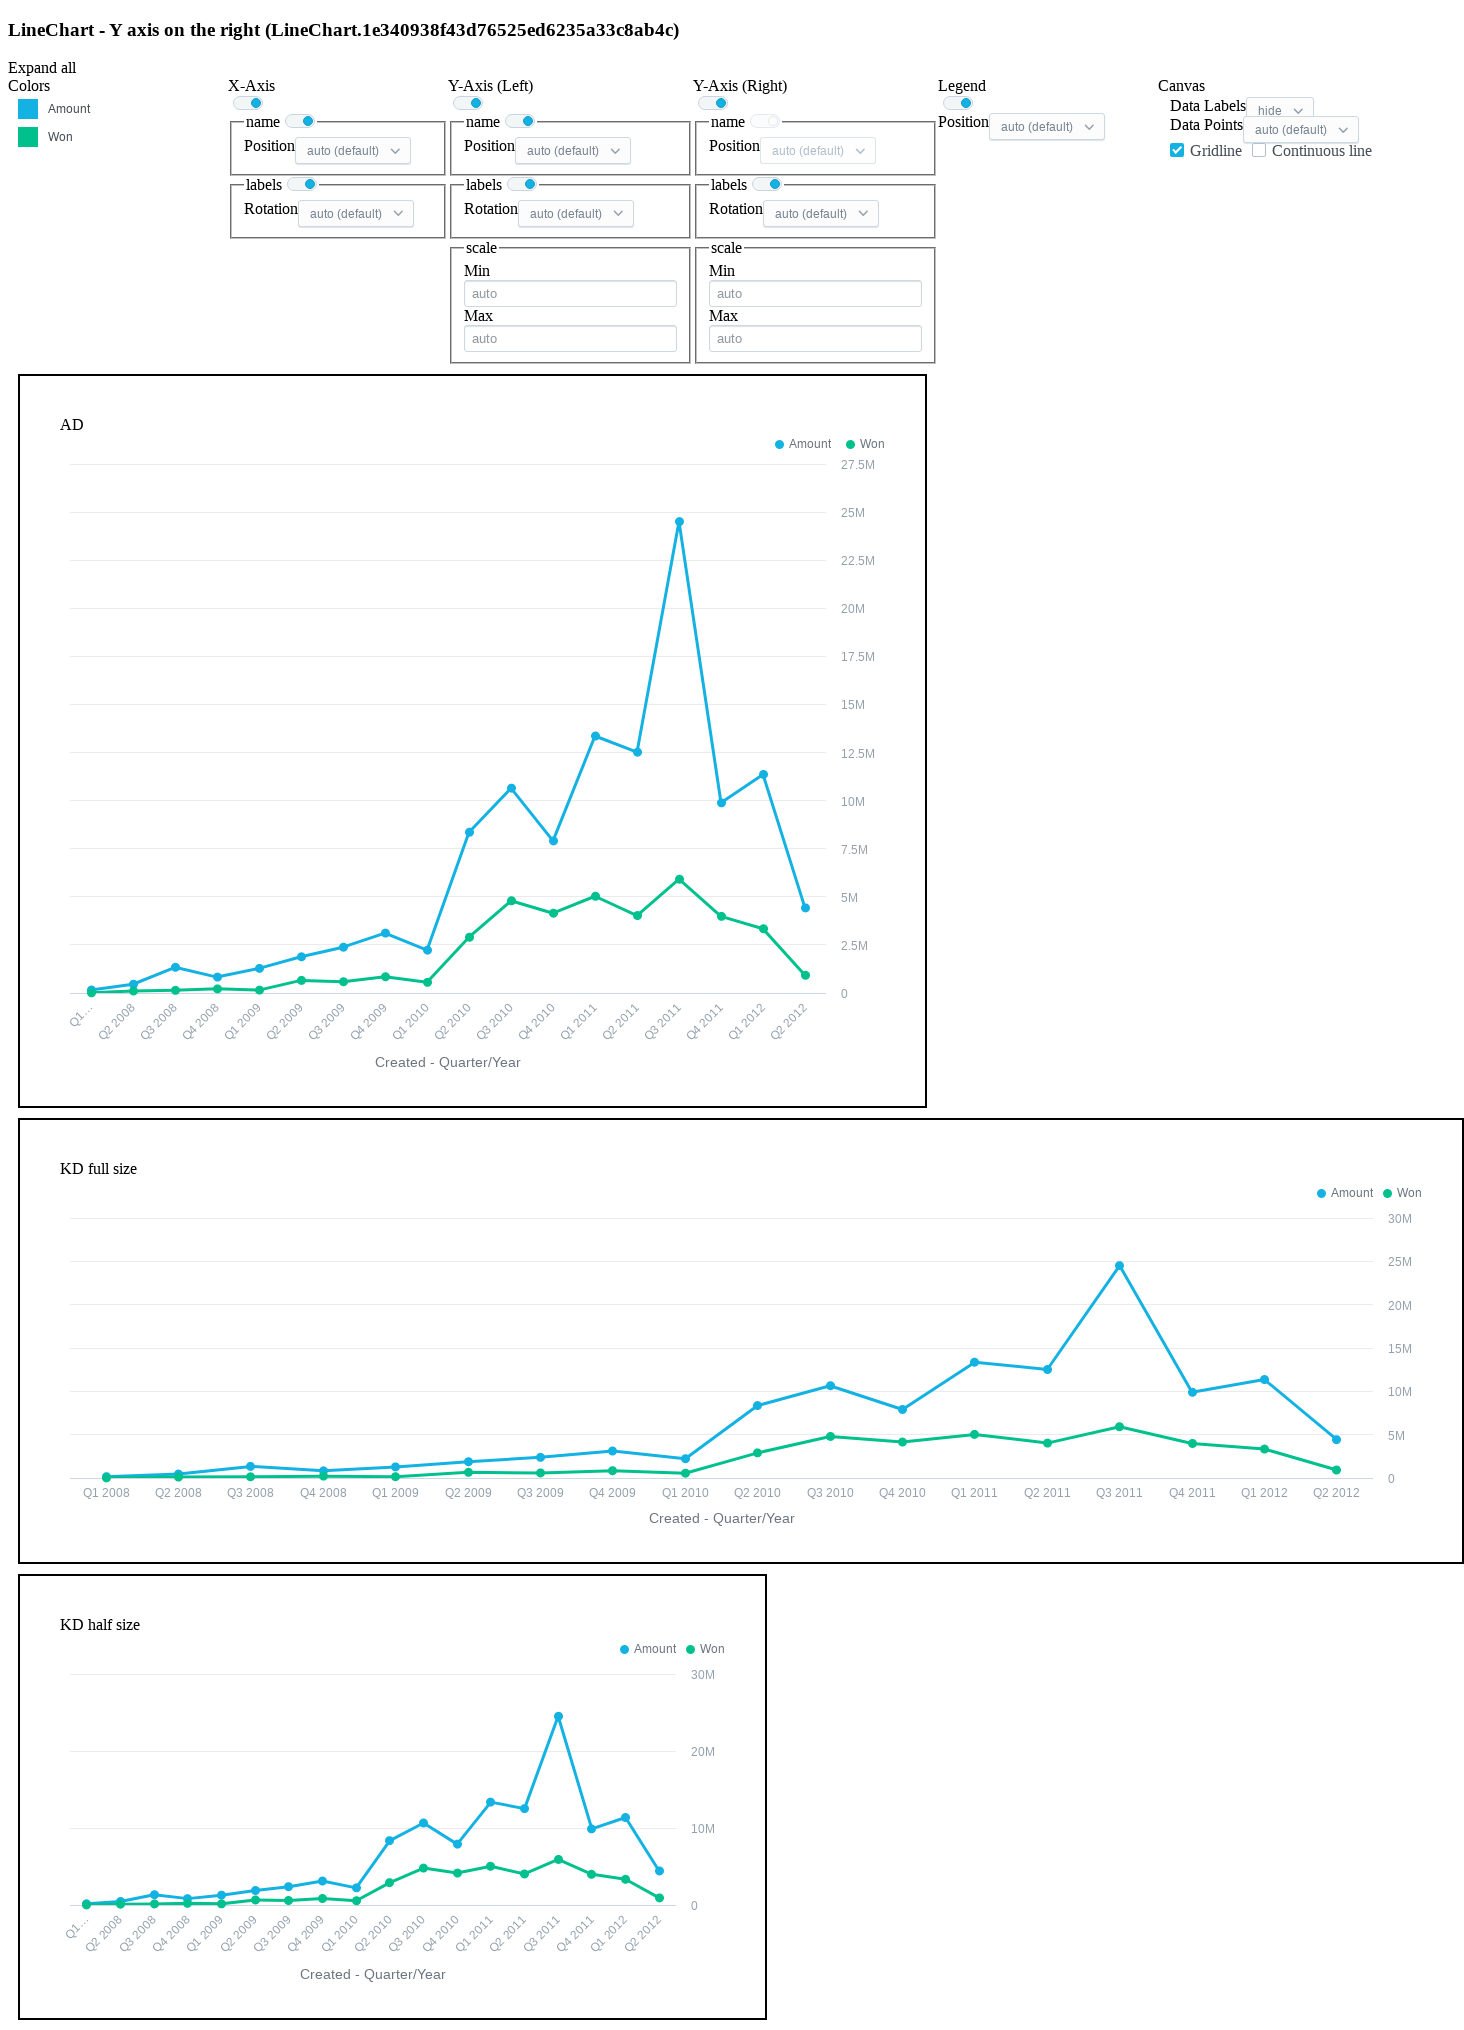 LineChart - Y axis on the right (LineChart.1e340938f43d76525ed6235a33c8ab4c)
Expand all
Colors
Amount
Won
X-Axis
name
Position auto (default)
labels
Rotation auto (default)
Y-Axis (Left)
name
Position auto (default)
labels
Rotation auto (default)
scale
Min
auto
Max
auto
Y-Axis (Right)
name
Position auto (default)
labels
Rotation auto (default)
scale
Min
auto
Max
auto
Legend
Position auto (default)
Canvas
Data Labels hide
Data Points auto (default)
Gridline Continuous line
AD
Amount Won
27.5M
25M
22.5M
20M
17.5M
15M
12.5M
10M
7.5M
5M
2.5M
0
Q1... Q2 2008 Q3 2008 Q4 2008 Q1 2009 Q2 2009 Q3 2009 Q4 2009 Q1 2010 Q2 2010 Q3 2010 Q4 2010 Q1 2011 Q2 2011 Q3 2011 Q4 2011 Q1 2012 Q2 2012
Created - Quarter/Year
KD full size
Amount Won
30M
25M
20M
15M
10M
5M
0
Q1 2008 Q2 2008 Q3 2008 Q4 2008 Q1 2009 Q2 2009 Q3 2009 Q4 2009 Q1 2010 Q2 2010 Q3 2010 Q4 2010 Q1 2011 Q2 2011 Q3 2011 Q4 2011 Q1 2012 Q2 2012
Created - Quarter/Year
KD half size
Amount Won
30M
20M
10M
0
Q1... Q2 2008 Q3 2008 Q4 2008 Q1 2009 Q2 2009 Q3 2009 Q4 2009 Q1 2010 Q2 2010 Q3 2010 Q4 2010 Q1 2011 Q2 2011 Q3 2011 Q4 2011 Q1 2012 Q2 2012
Created - Quarter/Year